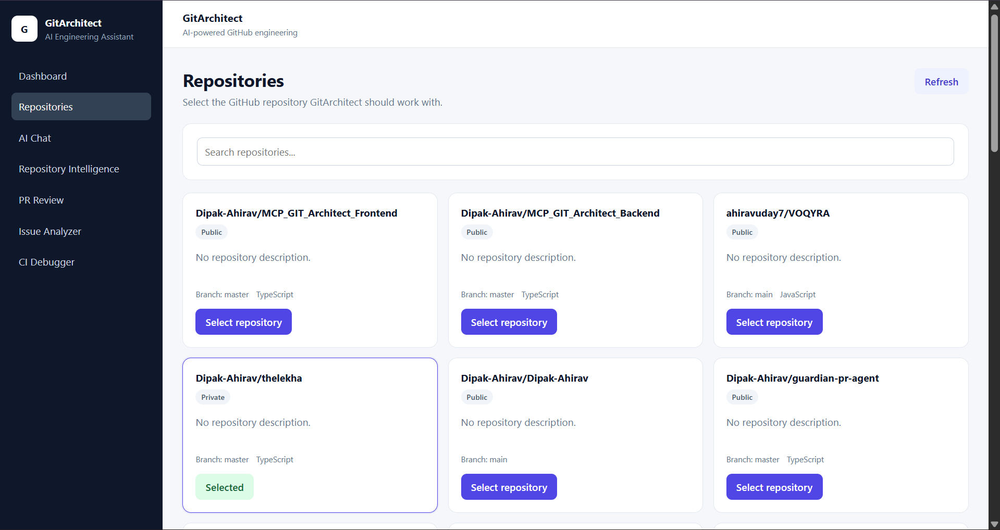 G
GitArchitect
AI Engineering Assistant
Dashboard
Repositories
AI Chat
Repository Intelligence
PR Review
Issue Analyzer
CI Debugger
GitArchitect
AI-powered GitHub engineering
Repositories
Select the GitHub repository GitArchitect should work with.
Refresh
Search repositories...
Dipak-Ahirav/MCP_GIT_Architect_Frontend
Public
No repository description.
Branch: master TypeScript
Select repository
Dipak-Ahirav/MCP_GIT_Architect_Backend
Public
No repository description.
Branch: master TypeScript
Select repository
ahiravuday7/VOQYRA
Public
No repository description.
Branch: main JavaScript
Select repository
Dipak-Ahirav/thelekha
Private
No repository description.
Branch: master TypeScript
Selected
Dipak-Ahirav/Dipak-Ahirav
Public
No repository description.
Branch: main
Select repository
Dipak-Ahirav/guardian-pr-agent
Public
No repository description.
Branch: master TypeScript
Select repository